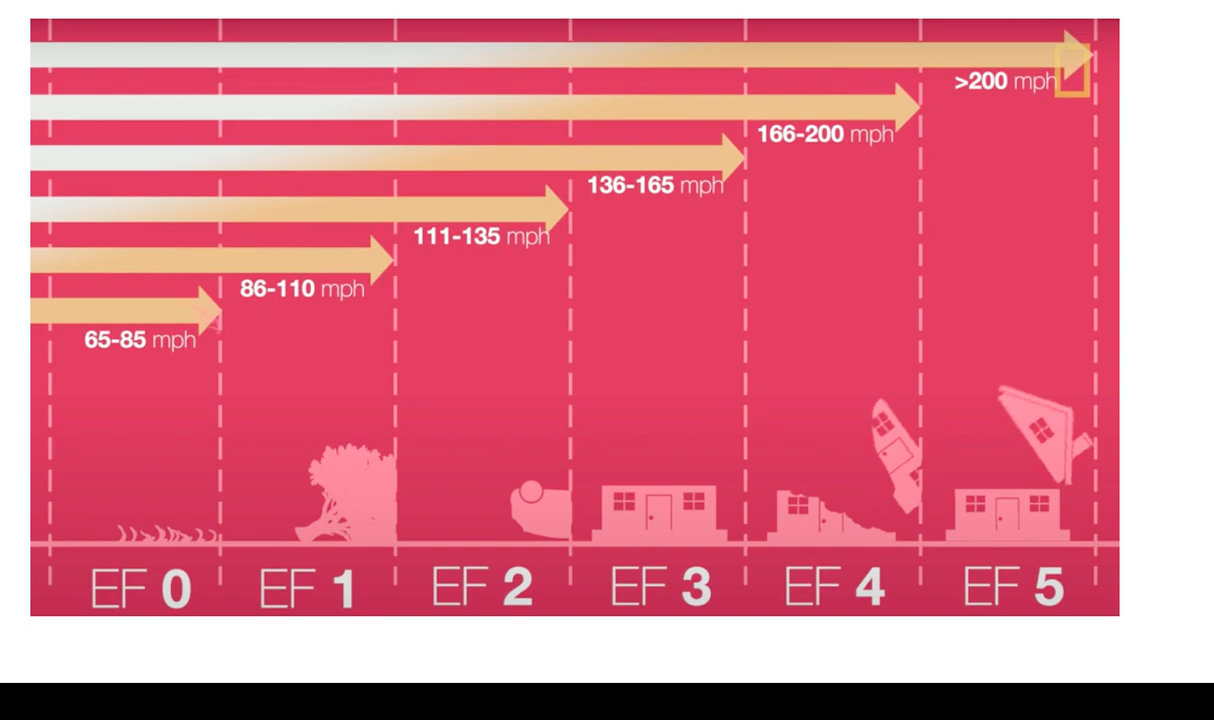 >200 mph
166-200 mph
136-165 mph
111-135 mph
86-110 mph
65-85 mph
EF 0 EF 1 EF 2 EF 3 EF 4 EF 5